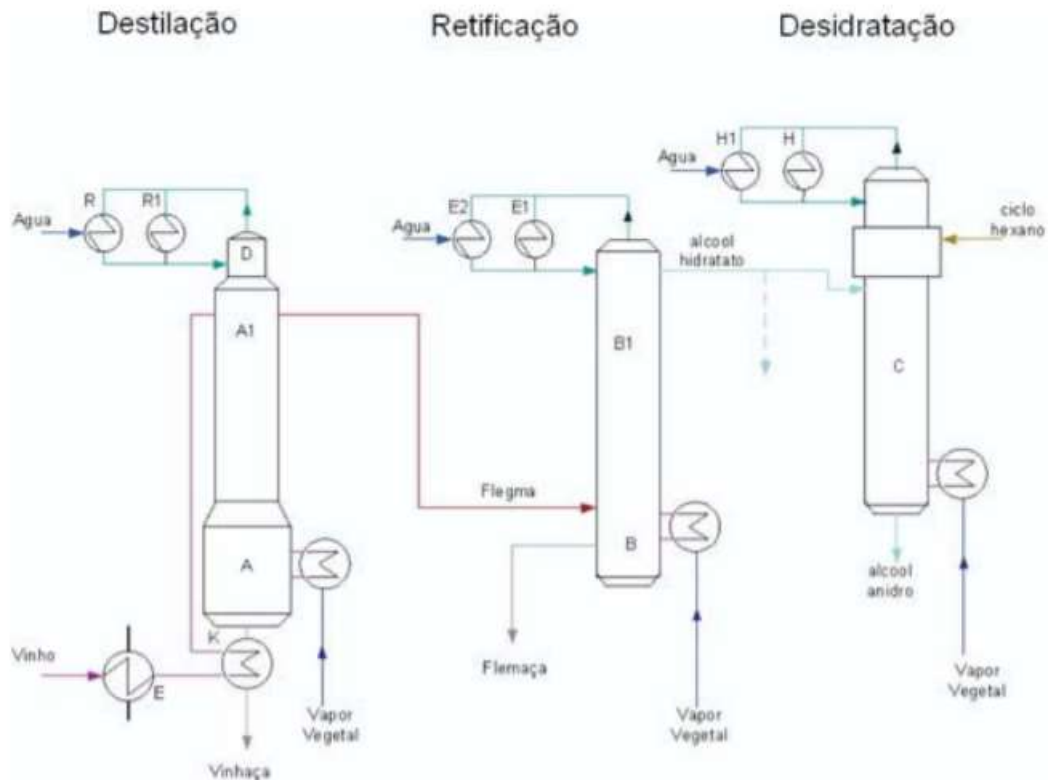 Destilação
Retificação
Desidratação
H1
H
Agua
R
R1
E2
E1
Agua
Agua
ciclo
hexano
alcool
hidratato
D
A1
B1
C
Flegma
A
B
alcool
anidro
K
Vinho
E
Flemaça
Vapor
Vegetal
Vapor
Vegetal
Vapor
Vegetal
Vinhaça